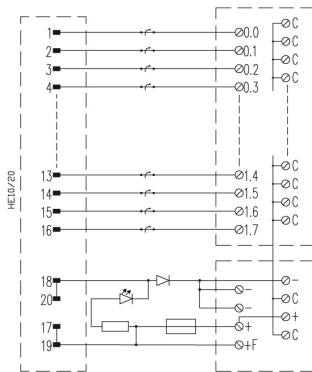 C
1 0.0
C
2 0.1
C
3 0.2
C
4 0.3
C
HE10/20
13 1.4
C
14 1.5
C
15 1.6
C
16 1.7
C
18 -
-
20 C
-
17 + +
C
19 +F